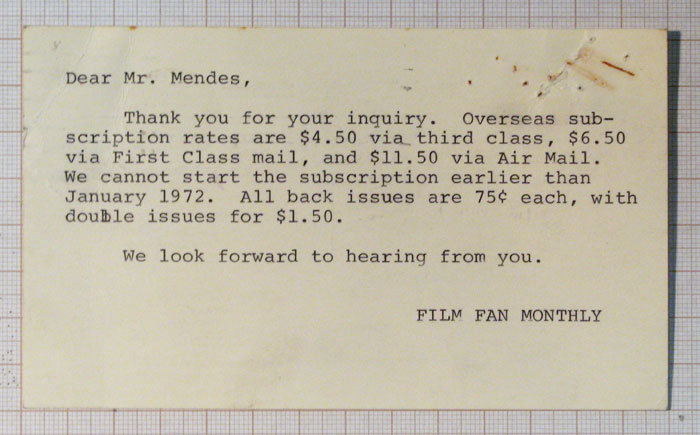 Dear Mr. Mendes,
Thank you for your inquiry. Overseas sub-
scription rates are $4.50 via third class, $6.50
via First Class mail, and $11.50 via Air Mail.
We cannot start the subscription earlier than
January 1972. All back issues are 75¢ each, with
double issues for $1.50.
We look forward to hearing from you.
FILM FAN MONTHLY